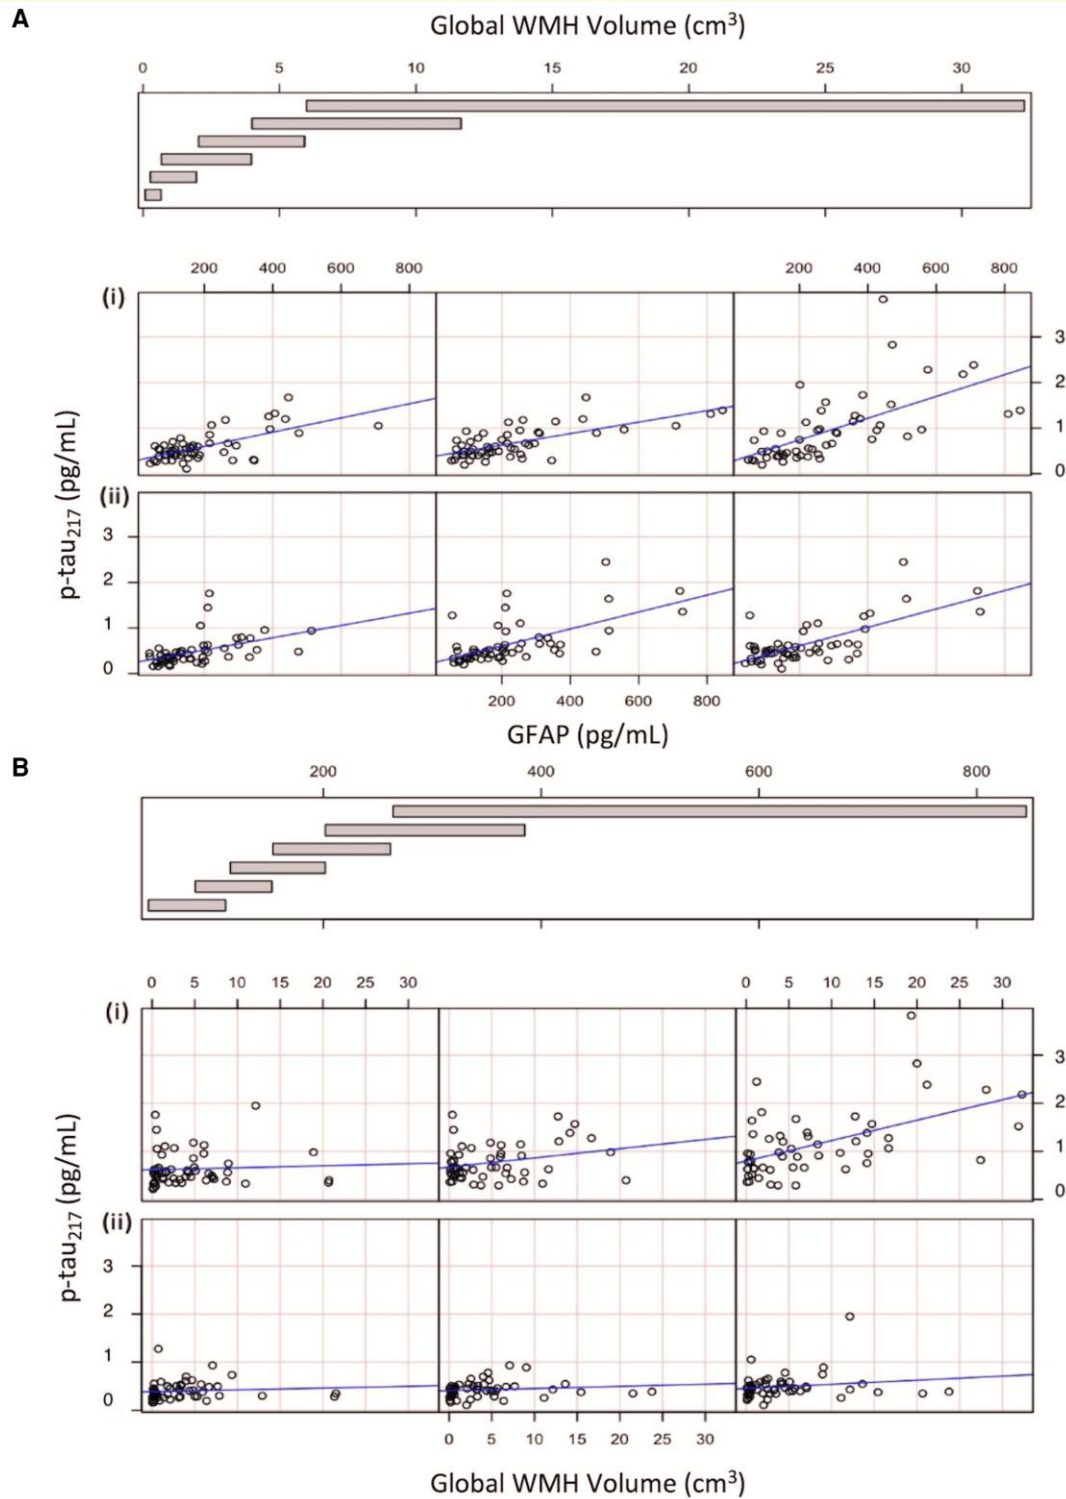 A
Global WMH Volume (cm³)
0 5 10 15 20 25 30
200 400 600 800 200 400 600 800
(i)
3
2
1
0
(ii)
3
2
1
0
p-tau217 (pg/mL)
200 400 600 800
GFAP (pg/mL)
B
200 400 600 800
0 5 10 15 20 25 30 0 5 10 15 20 25 30
(i)
3
2
1
0
(ii)
3
2
1
0
p-tau217 (pg/mL)
0 5 10 15 20 25 30
Global WMH Volume (cm³)